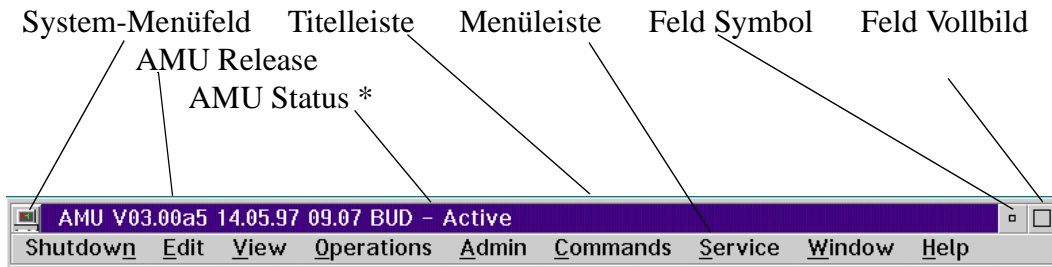 System-Menüfeld Titelleiste Menüleiste Feld Symbol Feld Vollbild
AMU Release
AMU Status *
AMU V03.00a5 14.05.97 09.07 BUD - Active
Shutdown Edit View Operations Admin Commands Service Window Help